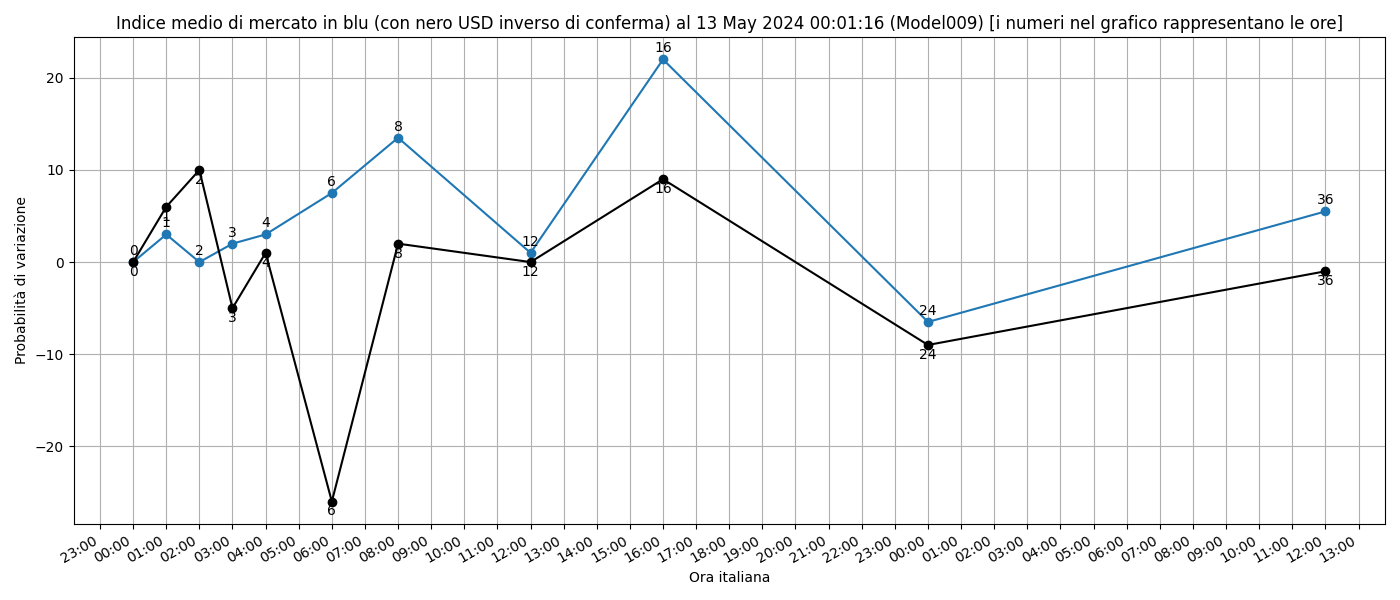 Indice medio di mercato in blu (con nero USD inverso di conferma) al 13 May 2024 00:01:16 (Model009) [i numeri nel grafico rappresentano le ore]
Probabilità di variazione
20
10
0
−10
−20
0 1 2 3 4 6 8 12 16 24 36
0 1 2 3 4 6 8 12 16 24 36
23:00 00:00 01:00 02:00 03:00 04:00 05:00 06:00 07:00 08:00 09:00 10:00 11:00 12:00 13:00 14:00 15:00 16:00 17:00 18:00 19:00 20:00 21:00 22:00 23:00 00:00 01:00 02:00 03:00 04:00 05:00 06:00 07:00 08:00 09:00 10:00 11:00 12:00 13:00
Ora italiana